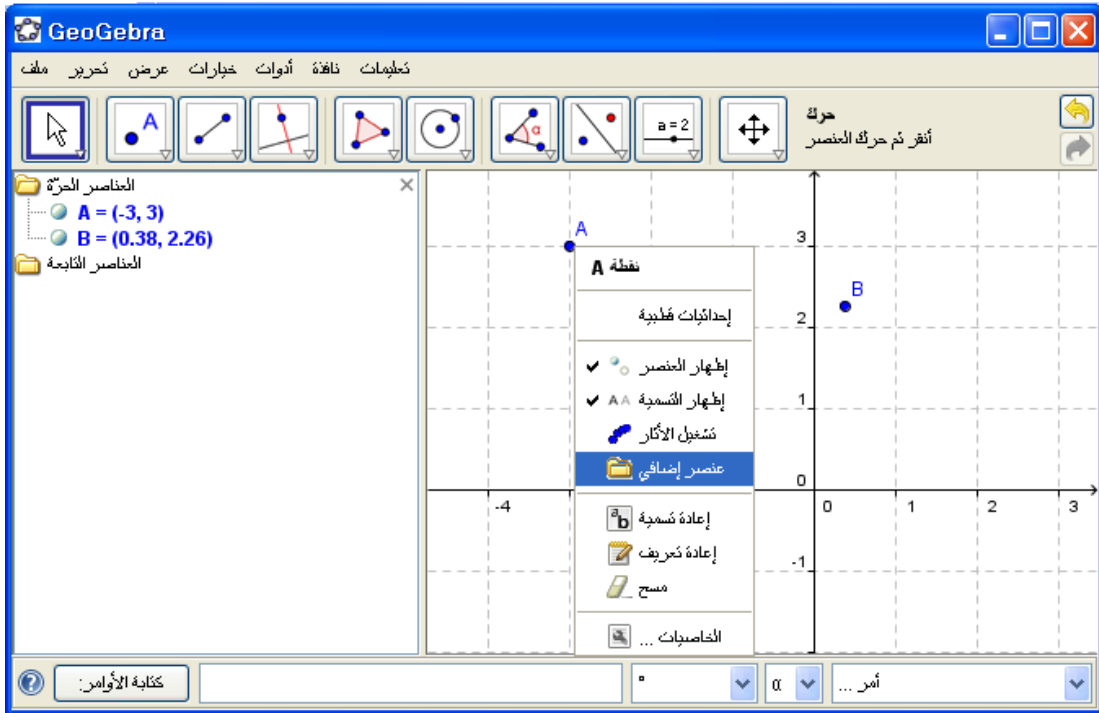 GeoGebra
ملف تحرير عرض خيارات أدوات نافذة تعليمات
A
α
a = 2
حرك
أنقر ثم حرك العنصر
العناصر الحرّة
A = (-3, 3)
B = (0.38, 2.26)
العناصر التابعة
A
B
3
2
1
0
-1
-4
0
1
2
3
نقطة A
إحداثيات قطبية
إظهار العنصر
إظهار التسمية AA
تشغيل الآثار
عنصر إضافي
إعادة تسمية ab
إعادة تعريف
مسح
الخاصيات ...
كتابة الأوامر:
°
α
أمر ...